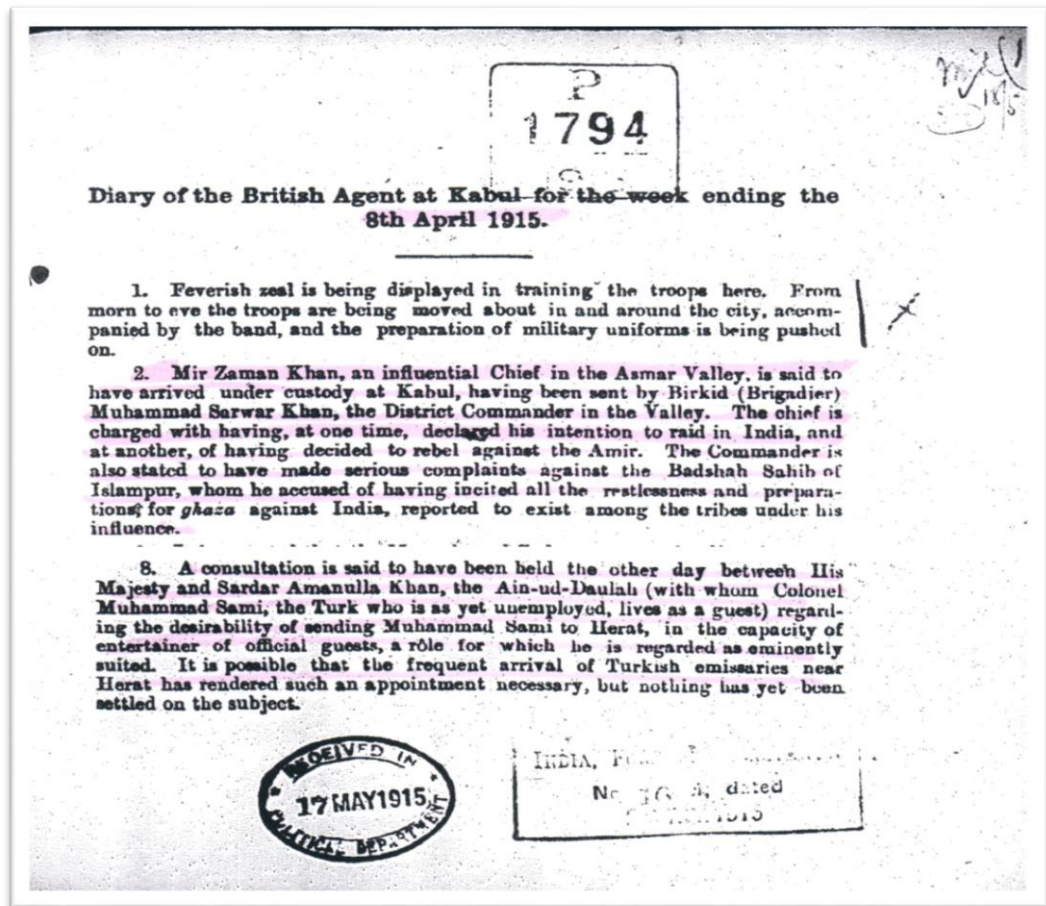 P
1794
Diary of the British Agent at Kabul for the week ending the
8th April 1915.
1. Feverish zeal is being displayed in training the troops here. From
morn to eve the troops are being moved about in and around the city, accom-
panied by the band, and the preparation of military uniforms is being pushed
on.
2. Mir Zaman Khan, an influential Chief in the Asmar Valley, is said to
have arrived under custody at Kabul, having been sent by Birkid (Brigadier)
Muhammad Sarwar Khan, the District Commander in the Valley. The chief is
charged with having, at one time, declared his intention to raid in India, and
at another, of having decided to rebel against the Amir. The Commander is
also stated to have made serious complaints against the Badshah Sahib of
Islampur, whom he accused of having incited all the restlessness and prepara-
tions for ghaza against India, reported to exist among the tribes under his
influence.
8. A consultation is said to have been held the other day between His
Majesty and Sardar Amanulla Khan, the Ain-ud-Daulah (with whom Colonel
Muhammad Sami, the Turk who is as yet unemployed, lives as a guest) regard-
ing the desirability of sending Muhammad Sami to Herat, in the capacity of
entertainer of official guests, a rôle for which he is regarded as eminently
suited. It is possible that the frequent arrival of Turkish emissaries near
Herat has rendered such an appointment necessary, but nothing has yet been
settled on the subject.
RECEIVED IN
17 MAY 1915
POLITICAL DEPARTMENT
INDIA,
No dated
1915